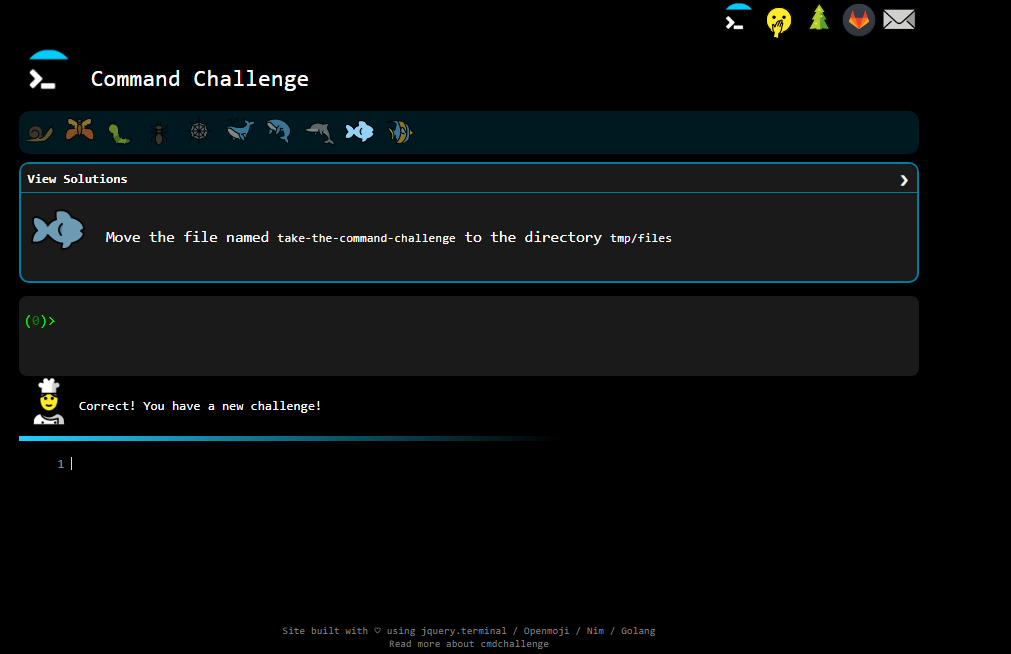 Command Challenge
View Solutions
Move the file named take-the-command-challenge to the directory tmp/files
(0)>
Correct! You have a new challenge!
1
Site built with ♡ using jquery.terminal / Openmoji / Nim / Golang
Read more about cmdchallenge